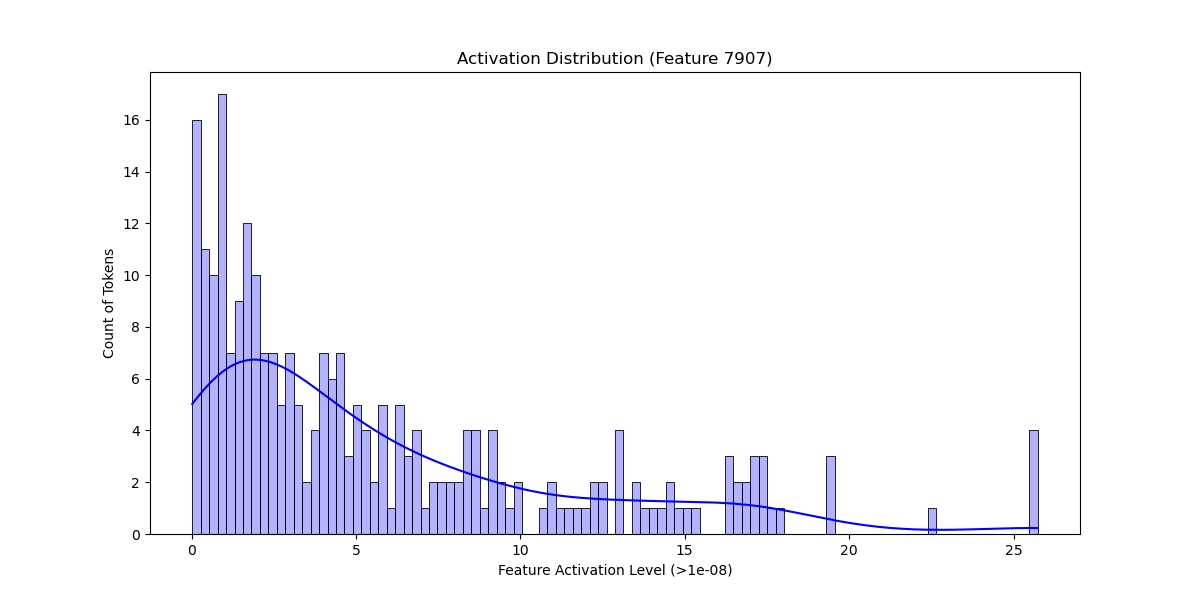 Activation Distribution (Feature 7907)
Count of Tokens
16
14
12
10
8
6
4
2
0
0 5 10 15 20 25
Feature Activation Level (>1e-08)